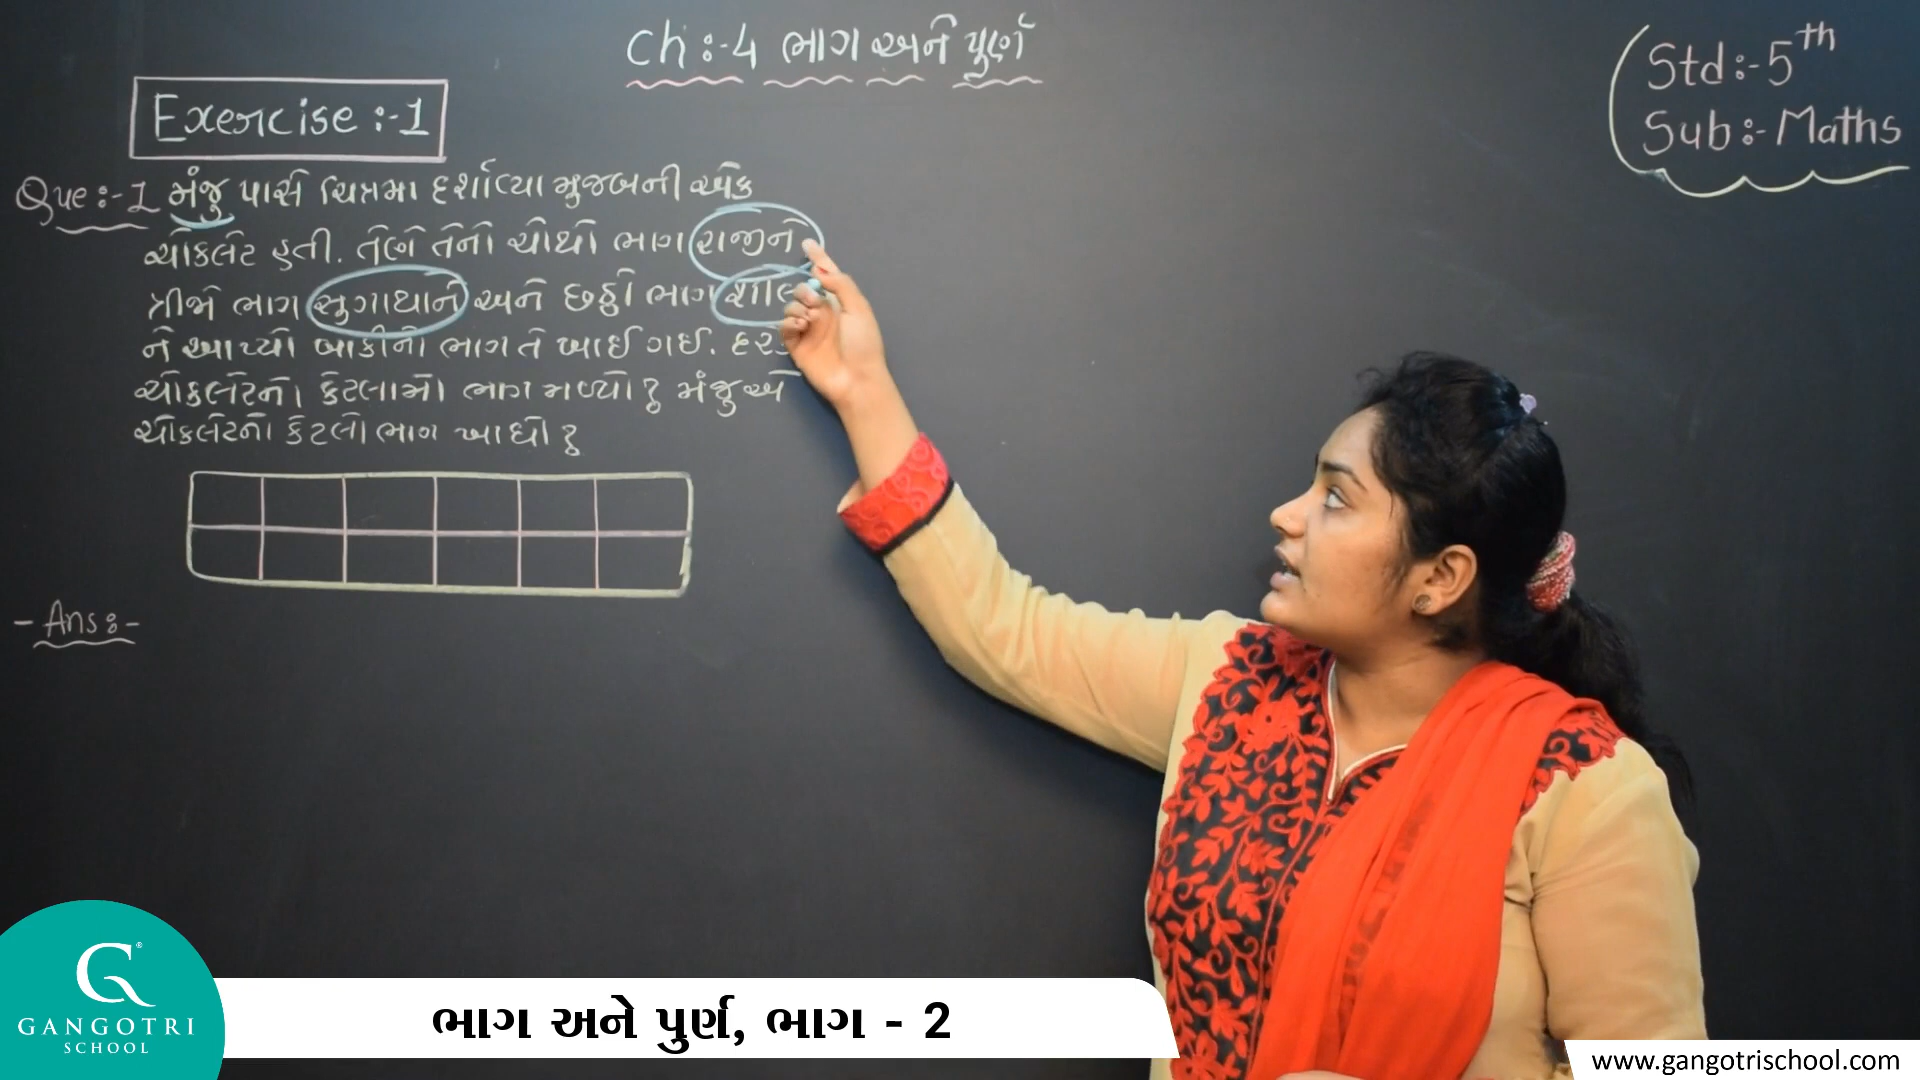 Ch :- 4 ભાગ અને પુર્ણ
Std :- 5th
Sub :- Maths
Exercise :- 1
Que :- 1 મંજુ પાસે ચિત્રમા દર્શાવ્યા મુજબની એક
ચોકલેટ હતી. તેણે તેનો ચોથો ભાગ રાજીને
ત્રીજો ભાગ સુગાથાને અને છઠ્ઠો ભાગ શીલ
ને આપ્યો બાકીનો ભાગ તે ખાઈ ગઈ.
ચોકલેટનો કેટલામો ભાગ મળ્યો? મંજુએ
ચોકલેટનો કેટલો ભાગ ખાધો?
- Ans :-
G®
GANGOTRI
SCHOOL
ભાગ અને પુર્ણ, ભાગ - 2
www.gangotrischool.com